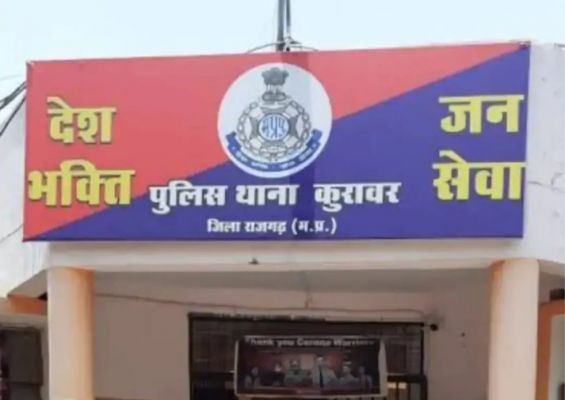 देश
भक्ति
जन
सेवा
पुलिस थाना कुरावर
जिला राजगढ़ (म.प्र.)
Thank you Corona Warriors